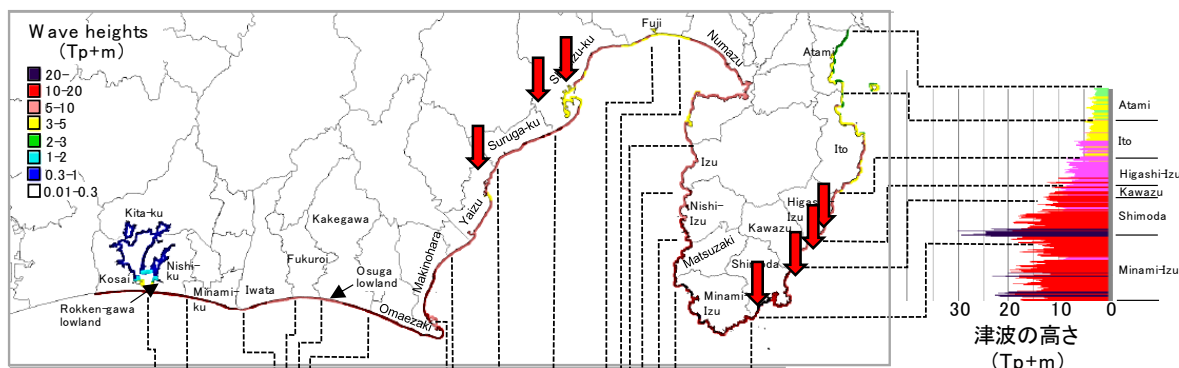 Wave heights
(Tp+m)
20-
10-20
5-10
3-5
2-3
1-2
0.3-1
0.01-0.3
Kita-ku
Kosai
Nishi-
ku
Rokken-gawa
lowland
Minami-
ku
Iwata
Fukuroi
Kakegawa
Osuga
lowland
Omaezaki
Makinohara
Yaizu
Suruga-ku
Fuji
Numazu
Izu
Nishi-
Izu
Matsuzaki
Minami-
Izu
Kawazu
Ito
Atami
Atami
Ito
Higashi-Izu
Kawazu
Shimoda
Minami-Izu
30
20
10
0
津波の高さ
(Tp+m)